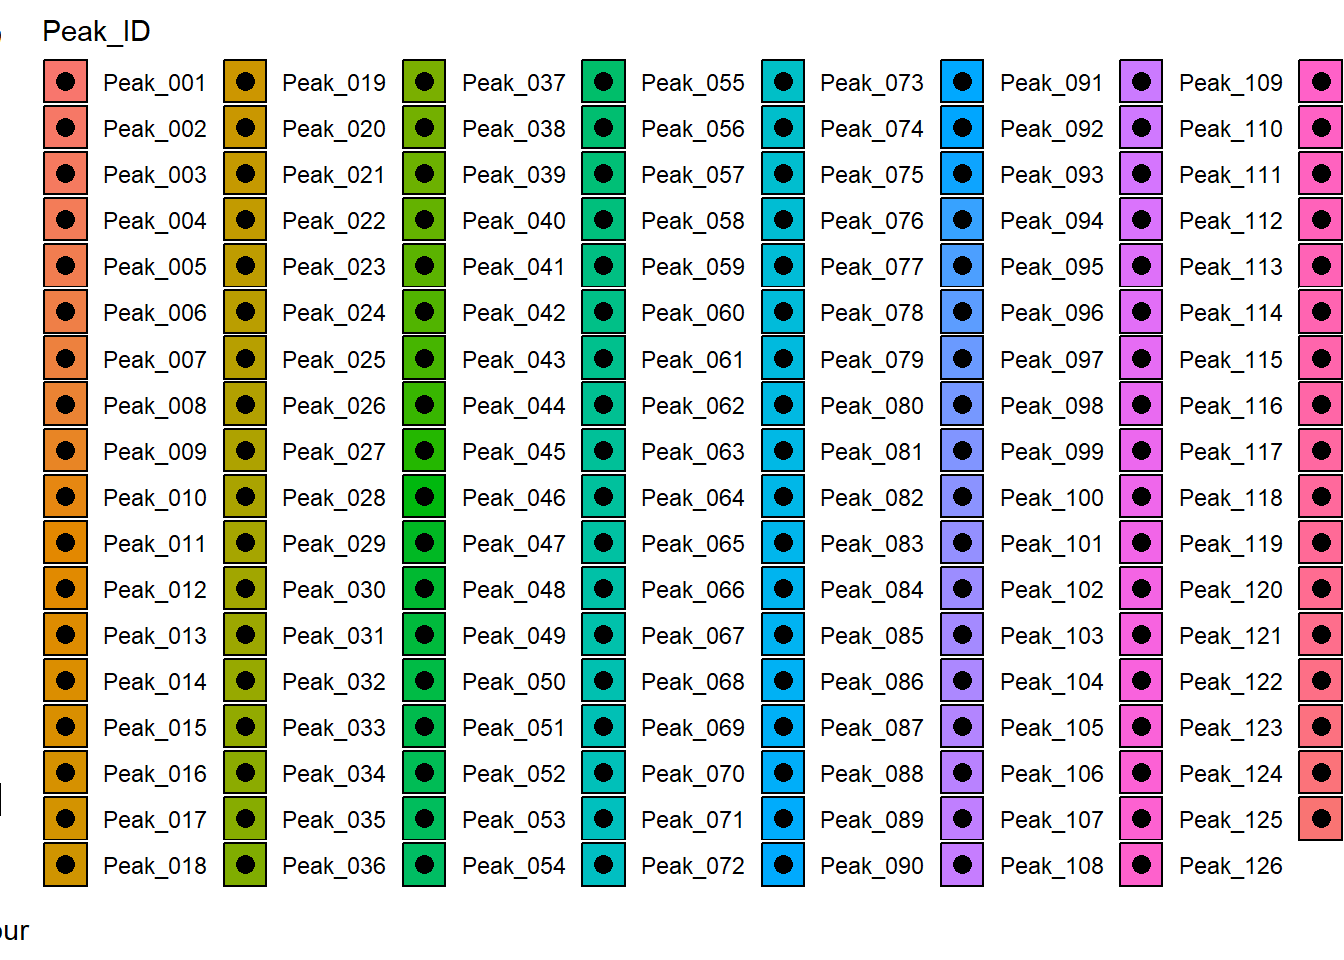 Peak_ID
Peak_001 Peak_019 Peak_037 Peak_055 Peak_073 Peak_091 Peak_109
Peak_002 Peak_020 Peak_038 Peak_056 Peak_074 Peak_092 Peak_110
Peak_003 Peak_021 Peak_039 Peak_057 Peak_075 Peak_093 Peak_111
Peak_004 Peak_022 Peak_040 Peak_058 Peak_076 Peak_094 Peak_112
Peak_005 Peak_023 Peak_041 Peak_059 Peak_077 Peak_095 Peak_113
Peak_006 Peak_024 Peak_042 Peak_060 Peak_078 Peak_096 Peak_114
Peak_007 Peak_025 Peak_043 Peak_061 Peak_079 Peak_097 Peak_115
Peak_008 Peak_026 Peak_044 Peak_062 Peak_080 Peak_098 Peak_116
Peak_009 Peak_027 Peak_045 Peak_063 Peak_081 Peak_099 Peak_117
Peak_010 Peak_028 Peak_046 Peak_064 Peak_082 Peak_100 Peak_118
Peak_011 Peak_029 Peak_047 Peak_065 Peak_083 Peak_101 Peak_119
Peak_012 Peak_030 Peak_048 Peak_066 Peak_084 Peak_102 Peak_120
Peak_013 Peak_031 Peak_049 Peak_067 Peak_085 Peak_103 Peak_121
Peak_014 Peak_032 Peak_050 Peak_068 Peak_086 Peak_104 Peak_122
Peak_015 Peak_033 Peak_051 Peak_069 Peak_087 Peak_105 Peak_123
Peak_016 Peak_034 Peak_052 Peak_070 Peak_088 Peak_106 Peak_124
Peak_017 Peak_035 Peak_053 Peak_071 Peak_089 Peak_107 Peak_125
Peak_018 Peak_036 Peak_054 Peak_072 Peak_090 Peak_108 Peak_126